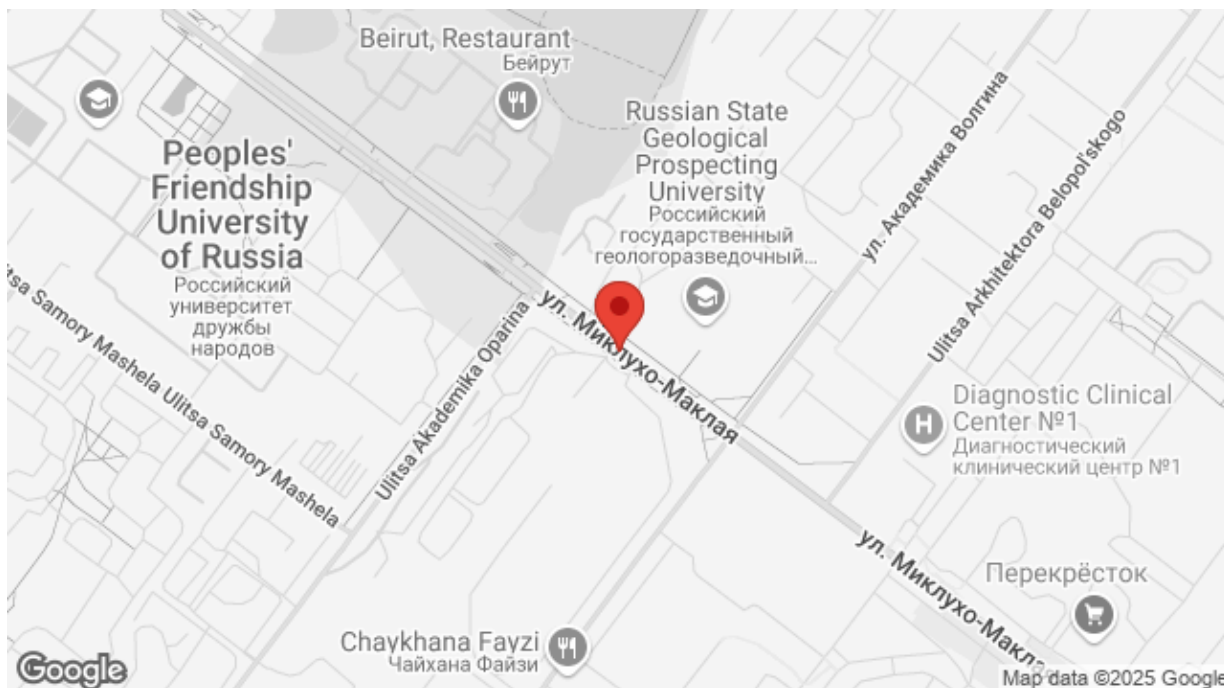 Beirut, Restaurant
Бейрут
Russian State
Geological
Prospecting
University
Российский
государственный
геологоразведочный...
Peoples'
Friendship
University
of Russia
Российский
университет
дружбы
народов
ул. Академика Волгина
Ulitsa Arkhitektora Belopol'skogo
ул. Миклухо-Маклая
Ulitsa Akademika Oparina
Ulitsa Samory Mashela
Ulitsa Samory Mashela
Diagnostic Clinical
Center №1
Диагностический
клинический центр №1
ул. Миклухо-Маклая
Перекрёсток
Chaykhana Fayzi
Чайхана Файзи
Google
Map data ©2025 Google